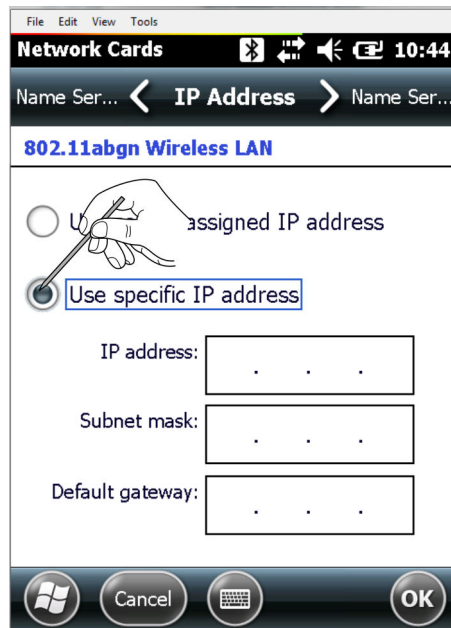 File Edit View Tools
Network Cards 10:44
Name Ser... IP Address Name Ser...
802.11abgn Wireless LAN
assigned IP address
Use specific IP address
IP address: . . .
Subnet mask: . . .
Default gateway: . . .
Cancel OK